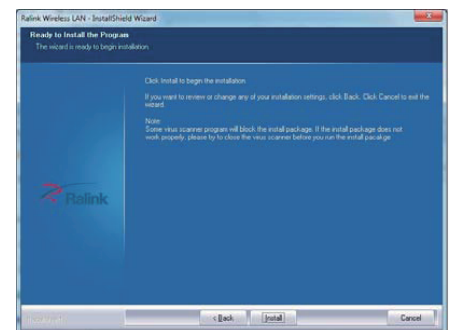 Ralink Wireless LAN - InstallShield Wizard
Ready to Install the Program
The wizard is ready to begin installation.
Click Install to begin the installation.
If you want to review or change any of your installation settings, click Back. Click Cancel to exit the
wizard.
Note:
Some virus scanner program will block the install package. If the install package does not
work properly, please try to close the virus scanner before you run the install pacalge
Ralink
InstallShield
< Back
Install
Cancel